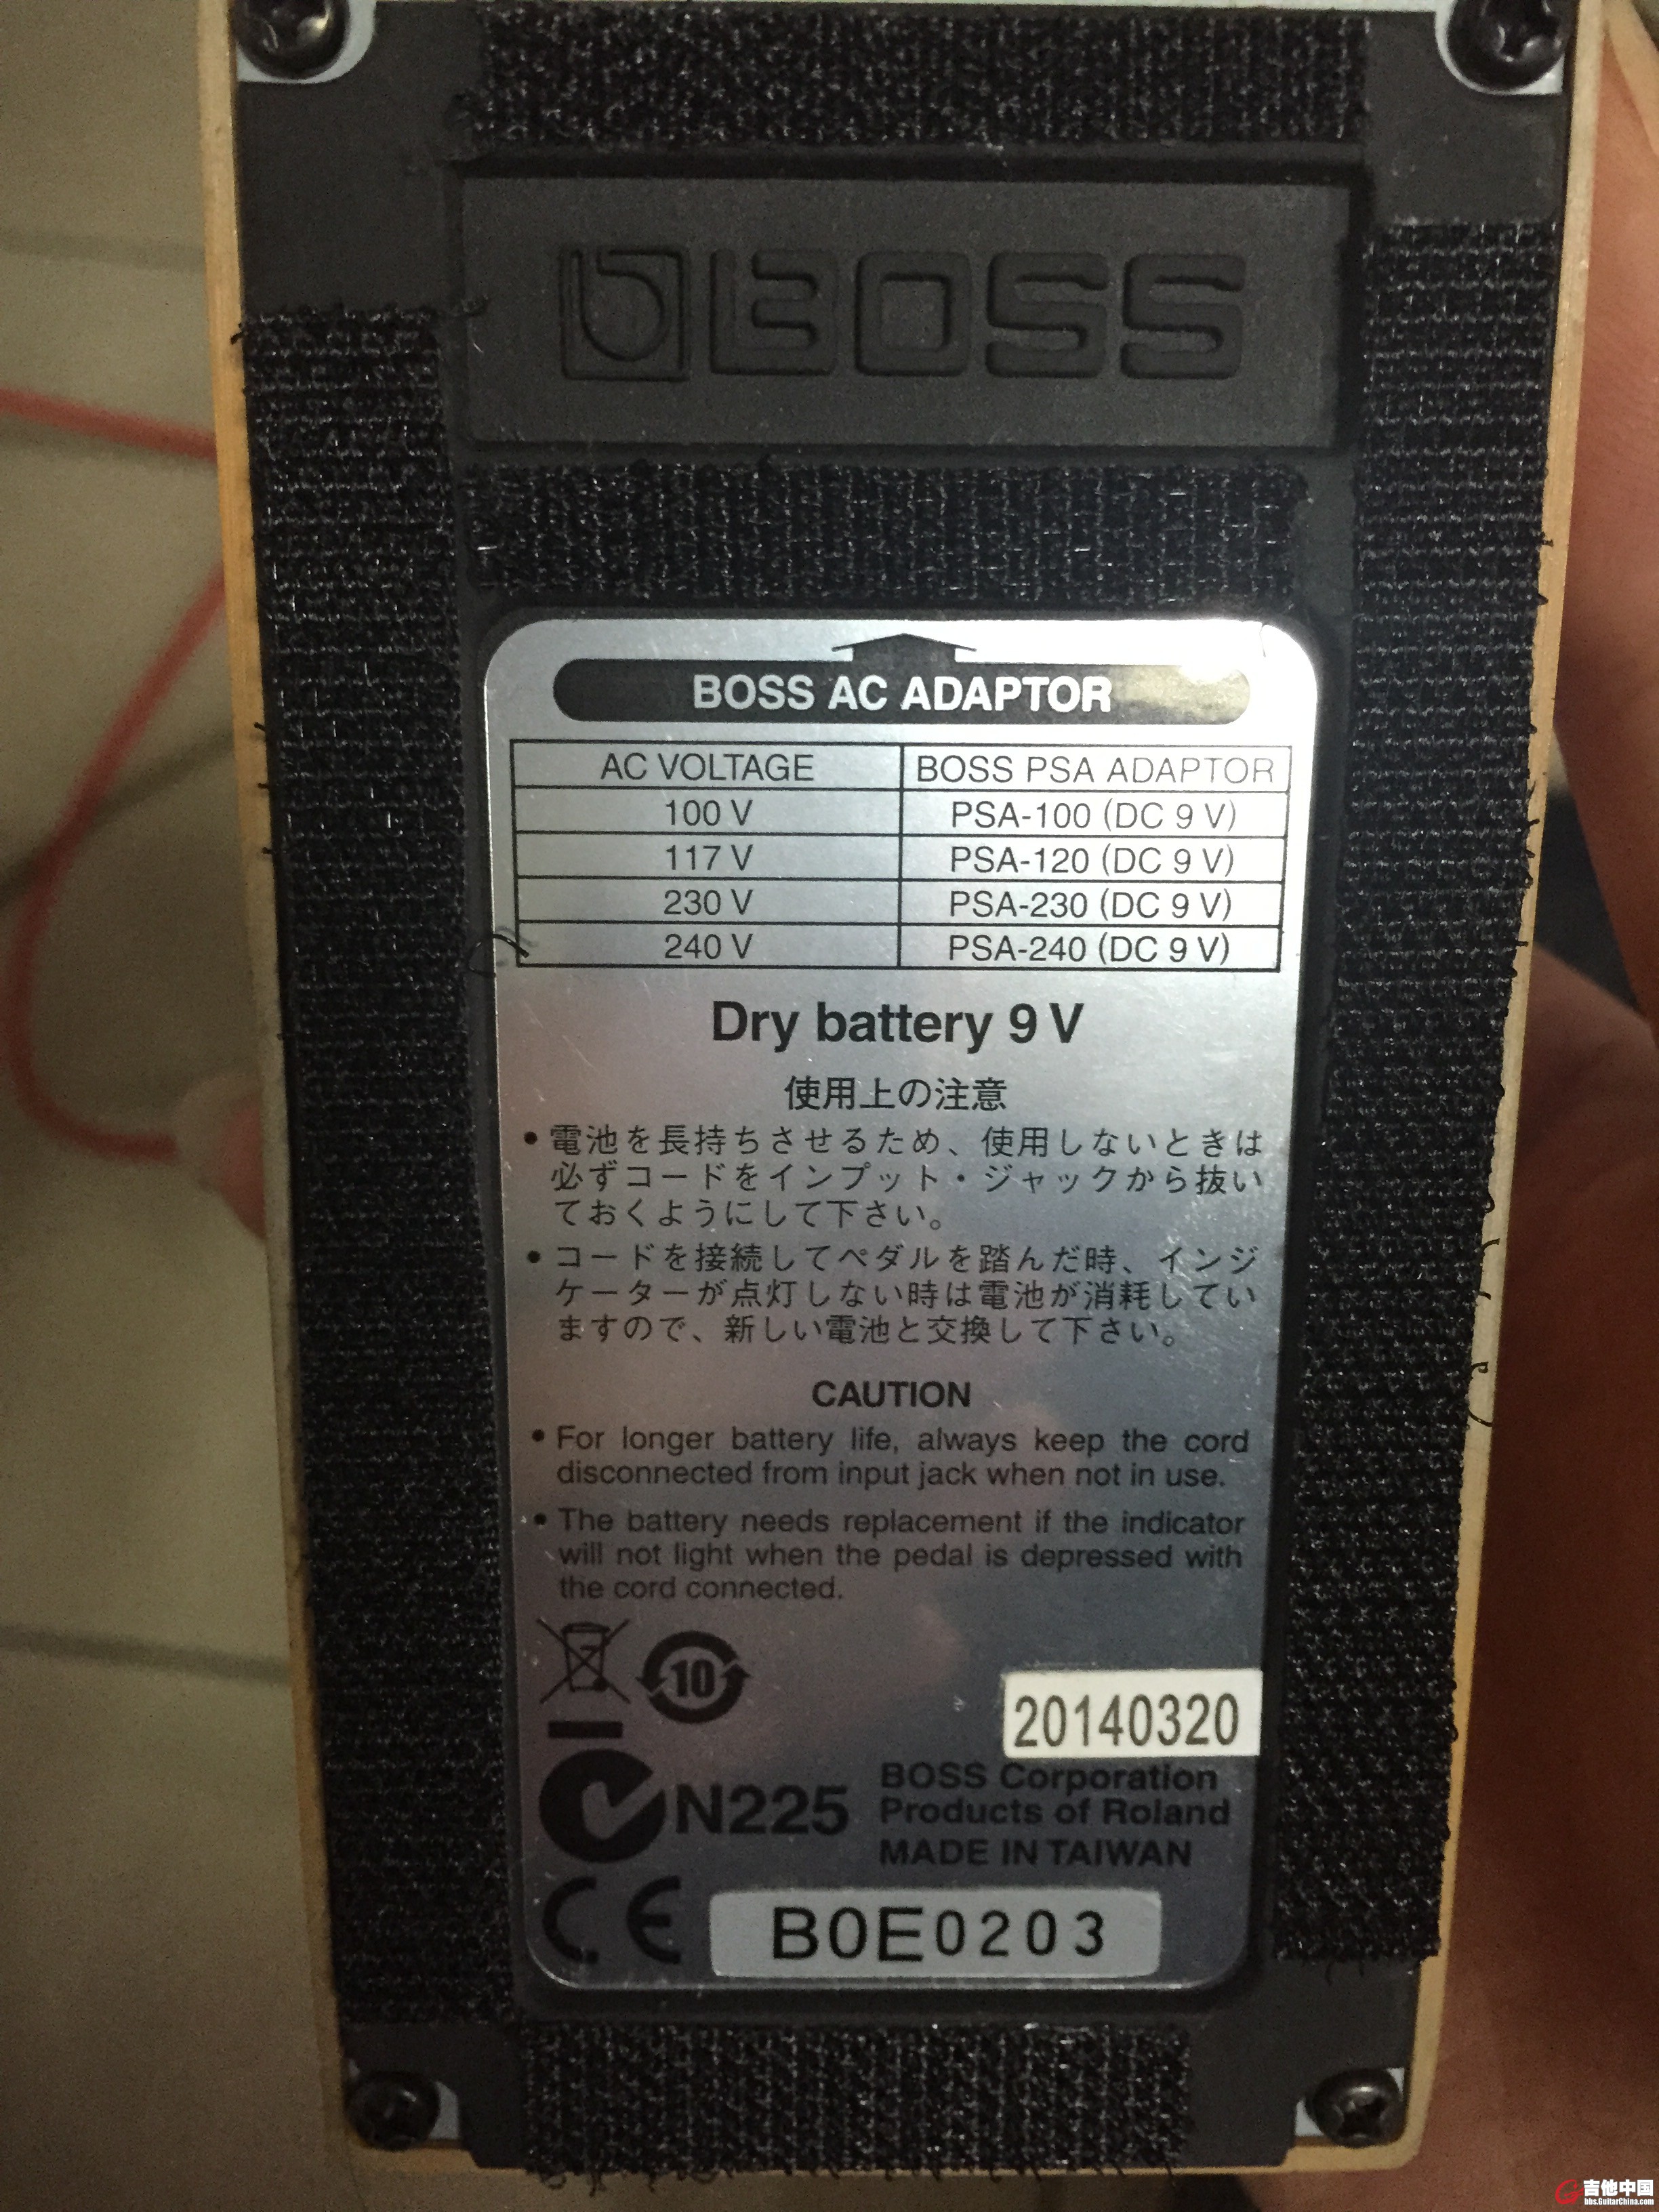 BOSS
BOSS AC ADAPTOR
AC VOLTAGE BOSS PSA ADAPTOR
100 V PSA-100 (DC 9 V)
117 V PSA-120 (DC 9 V)
230 V PSA-230 (DC 9 V)
240 V PSA-240 (DC 9 V)
Dry battery 9 V
使用上の注意
• 電池を長持ちさせるため、使用しないときは
必ずコードをインプット・ジャックから抜い
ておくようにして下さい。
• コードを接続してペダルを踏んだ時、インジ
ケーターが点灯しない時は電池が消耗してい
ますので、新しい電池と交換して下さい。
CAUTION
• For longer battery life, always keep the cord
disconnected from input jack when not in use.
• The battery needs replacement if the indicator
will not light when the pedal is depressed with
the cord connected.
10
20140320
N225
BOSS Corporation
Products of Roland
MADE IN TAIWAN
CE
B0E0203
吉他中国
bbs.GuitarChina.com